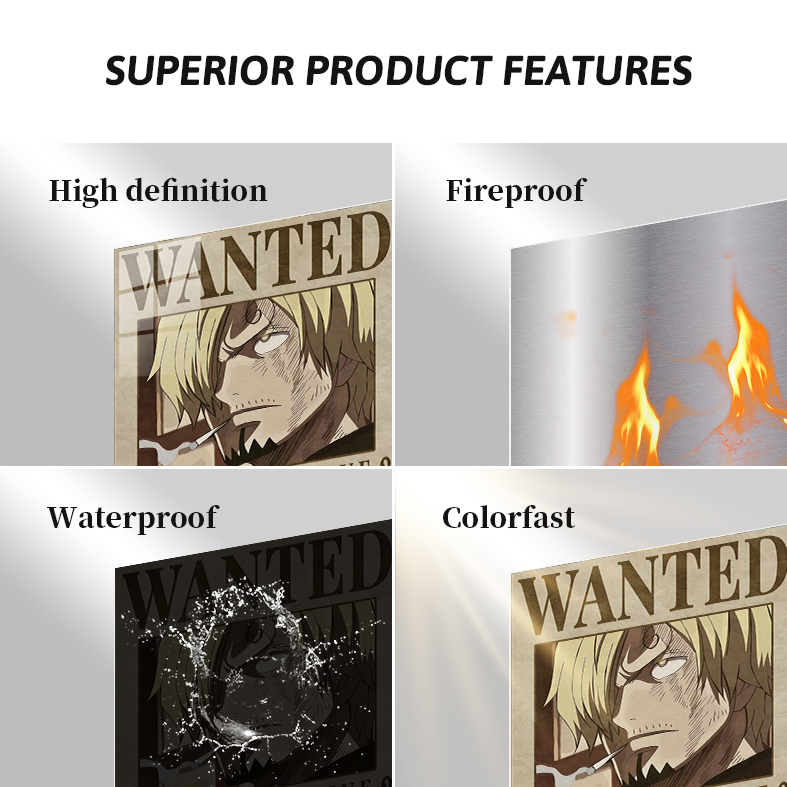 SUPERIOR PRODUCT FEATURES
High definition
Fireproof
WANTED
Waterproof
Colorfast
WANTED
WANTED